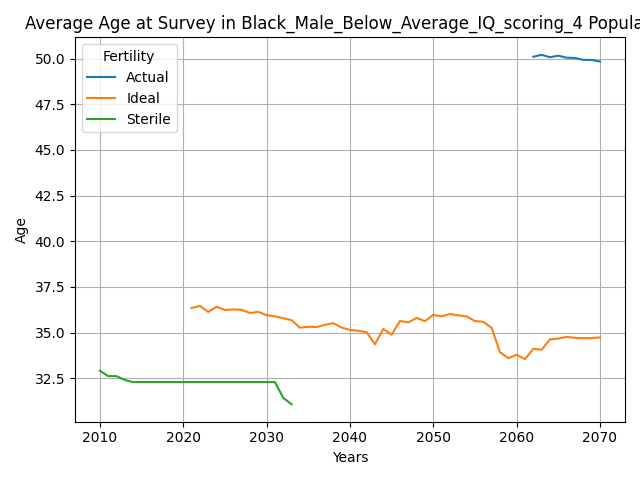 Average Age at Survey in Black_Male_Below_Average_IQ_scoring_4 Popula
Fertility
Actual
Ideal
Sterile
50.0
47.5
45.0
42.5
40.0
37.5
35.0
32.5
Age
2010 2020 2030 2040 2050 2060 2070
Years